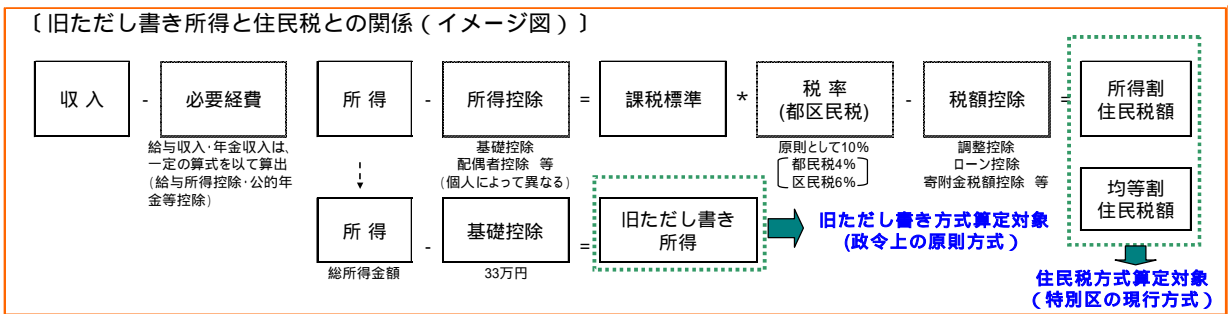 〔旧ただし書き所得と住民税との関係(イメージ図)〕
収 入 - 必要経費 所 得 - 所得控除 = 課税標準 * 税 率 - 税額控除 = 所得割
(都区民税) 住民税額
給与収入・年金収入は、
一定の算式を以て算出
(給与所得控除・公的年
金等控除)
基礎控除
配偶者控除 等
(個人によって異なる)
原則として10%
都民税4%
区民税6%
調整控除
ローン控除
寄附金税額控除 等
均等割
住民税額
所 得 - 基礎控除 = 旧ただし書き
所得
総所得金額
33万円
旧ただし書き方式算定対象
(政令上の原則方式)
住民税方式算定対象
(特別区の現行方式)